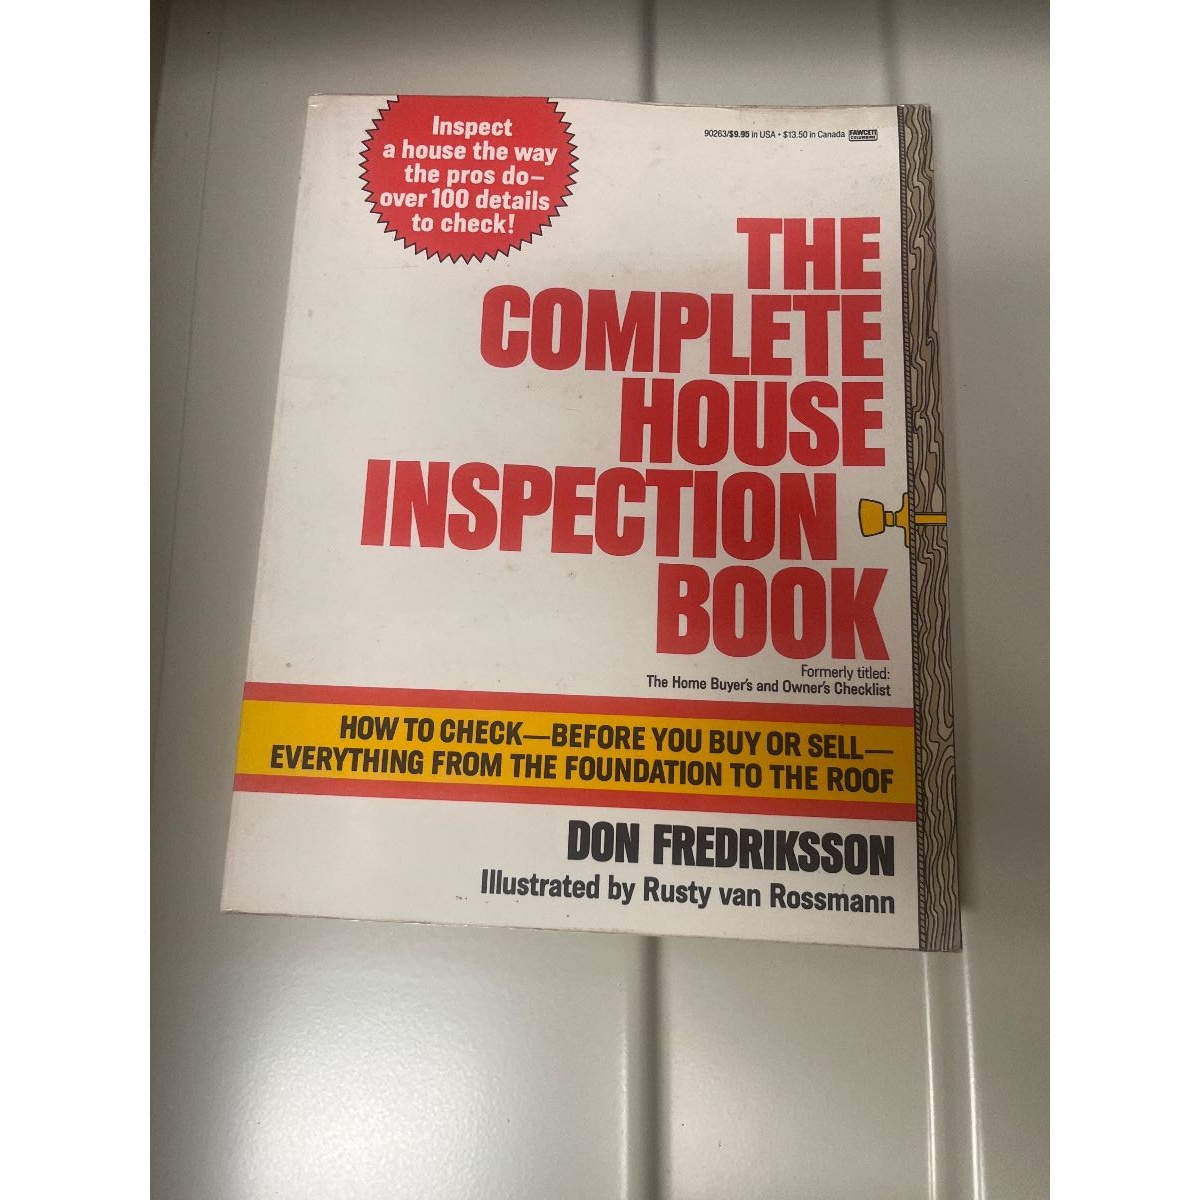 Inspect
a house the way
the pros do—
over 100 details
to check!
90263/$9.95 in USA • $13.50 in Canada
FAWCETT
COLUMBINE
THE
COMPLETE
HOUSE
INSPECTION
BOOK
Formerly titled:
The Home Buyer's and Owner's Checklist
HOW TO CHECK—BEFORE YOU BUY OR SELL—
EVERYTHING FROM THE FOUNDATION TO THE ROOF
DON FREDRIKSSON
Illustrated by Rusty van Rossmann